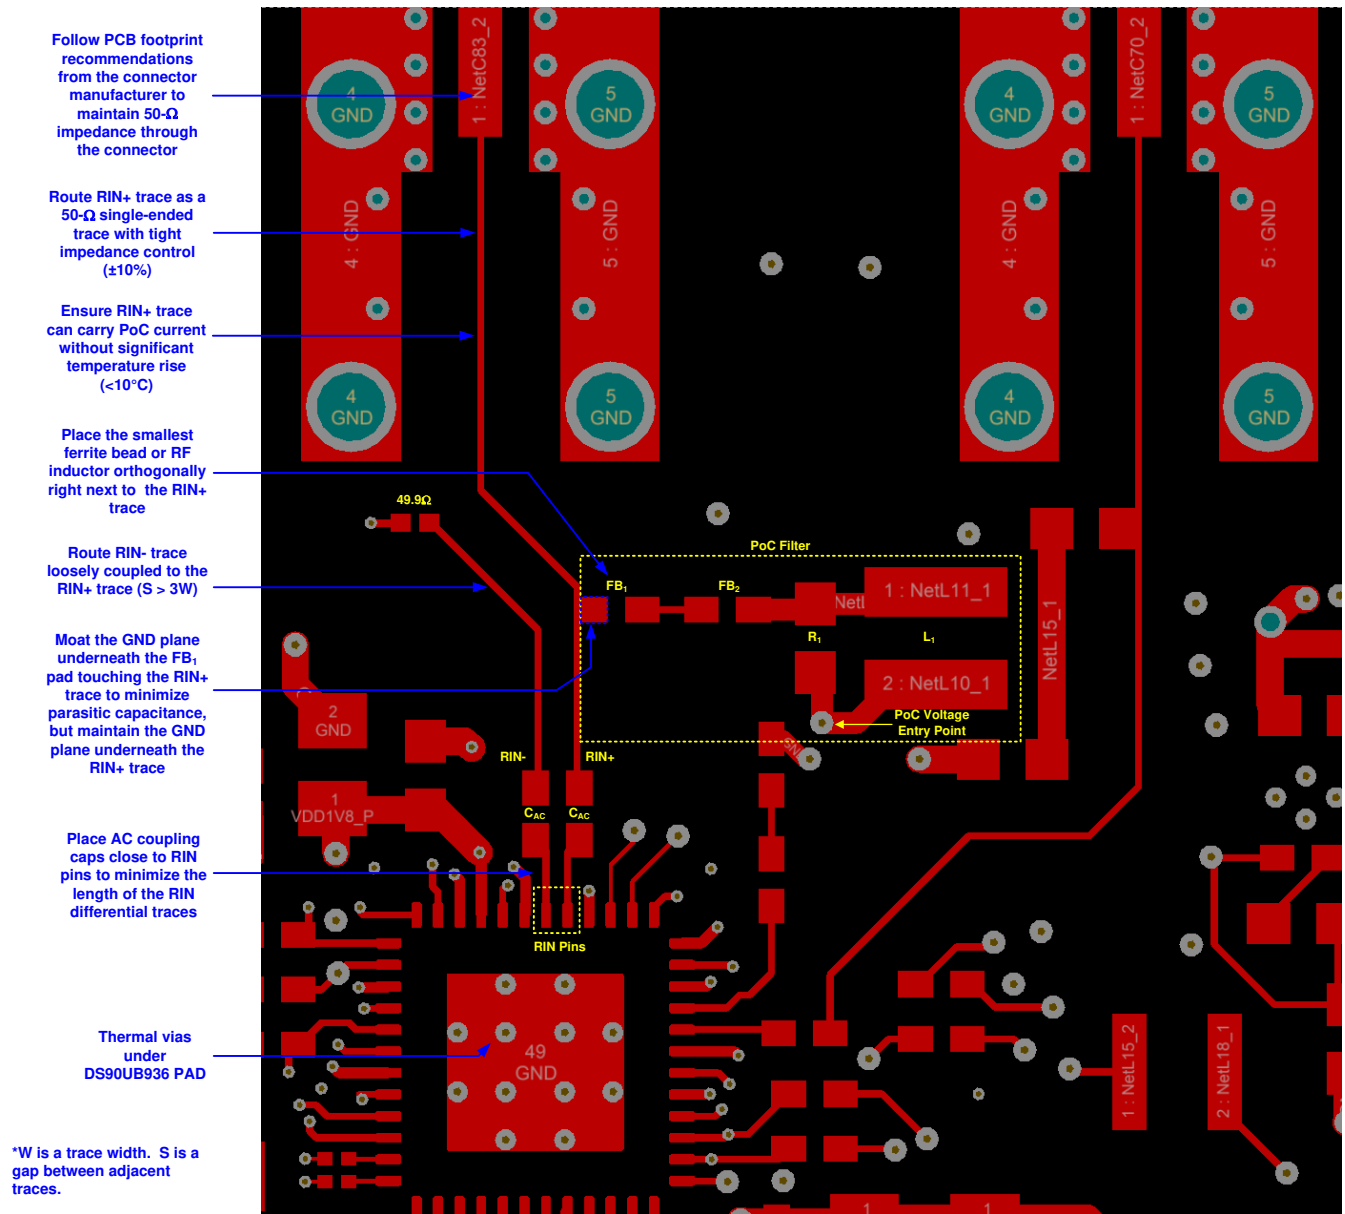 Follow PCB footprint
recommendations
from the connector
manufacturer to
maintain 50-Ω
impedance through
the connector
Route RIN+ trace as a
50-Ω single-ended
trace with tight
impedance control
(±10%)
Ensure RIN+ trace
can carry PoC current
without significant
temperature rise
(<10°C)
Place the smallest
ferrite bead or RF
inductor orthogonally
right next to the RIN+
trace
Route RIN- trace
loosely coupled to the
RIN+ trace (S > 3W)
Moat the GND plane
underneath the FB₁
pad touching the RIN+
trace to minimize
parasitic capacitance,
but maintain the GND
plane underneath the
RIN+ trace
Place AC coupling
caps close to RIN
pins to minimize the
length of the RIN
differential traces
Thermal vias
under
DS90UB936 PAD
*W is a trace width. S is a
gap between adjacent
traces.
4
GND
1 : NetC83_2
5
GND
4
GND
1 : NetC70_2
5
GND
4 : GND
5 : GND
4 : GND
5 : GND
4
GND
5
GND
4
GND
5
GND
49.9Ω
PoC Filter
FB₁
FB₂
NetL
1 : NetL11_1
R₁
L₁
2 : NetL10_1
PoC Voltage
Entry Point
NetL15_1
2
GND
1
VDD1V8_P
RIN-
RIN+
C_AC
C_AC
RIN Pins
49
GND
1 : NetL15_2
2 : NetL18_1
1
1